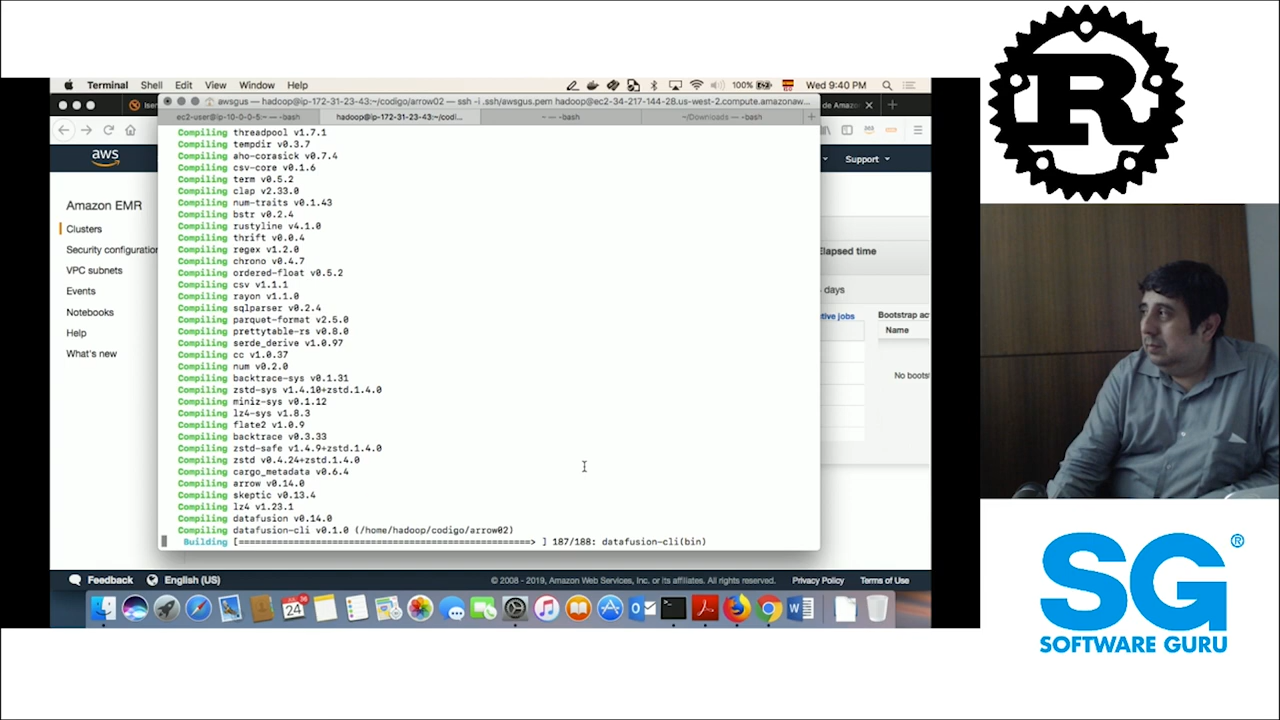 Terminal Shell Edit View Window Help
100% Wed 9:40 PM
awsgus — hadoop@ip-172-31-23-43:~/codigo/arrow02 — ssh -i .ssh/awsgus.pem hadoop@ec2-34-217-144-28.us-west-2.compute.amazonaw...
ec2-user@ip-10-0-0-5:~ — -bash
hadoop@ip-172-31-23-43:~/codi...
~ — -bash
~/Downloads — -bash
de Amazo
aws
Support
Amazon EMR
Clusters
Security configuration
VPC subnets
Events
Notebooks
Help
What's new
Compiling threadpool v1.7.1
Compiling tempdir v0.3.7
Compiling aho-corasick v0.7.4
Compiling csv-core v0.1.6
Compiling term v0.5.2
Compiling clap v2.33.0
Compiling num-traits v0.1.43
Compiling bstr v0.2.4
Compiling rustyline v4.1.0
Compiling thrift v0.0.4
Compiling regex v1.2.0
Compiling chrono v0.4.7
Compiling ordered-float v0.5.2
Compiling csv v1.1.1
Compiling rayon v1.1.0
Compiling sqlparser v0.2.4
Compiling parquet-format v2.5.0
Compiling prettytable-rs v0.8.0
Compiling serde_derive v1.0.97
Compiling cc v1.0.37
Compiling num v0.2.0
Compiling backtrace-sys v0.1.31
Compiling zstd-sys v1.4.10+zstd.1.4.0
Compiling miniz-sys v0.1.12
Compiling lz4-sys v1.8.3
Compiling flate2 v1.0.9
Compiling backtrace v0.3.33
Compiling zstd-safe v1.4.9+zstd.1.4.0
Compiling zstd v0.4.24+zstd.1.4.0
Compiling cargo_metadata v0.6.4
Compiling arrow v0.14.0
Compiling skeptic v0.13.4
Compiling lz4 v1.23.1
Compiling datafusion v0.14.0
Compiling datafusion-cli v0.1.0 (/home/hadoop/codigo/arrow02)
Building [====================================================> ] 187/188: datafusion-cli(bin)
Elapsed time
days
tive jobs
Bootstrap ac
Name
No boots
Feedback English (US)
© 2008 - 2019, Amazon Web Services, Inc. or its affiliates. All rights reserved. Privacy Policy Terms of Use
24
R
SG®
SOFTWARE GURU